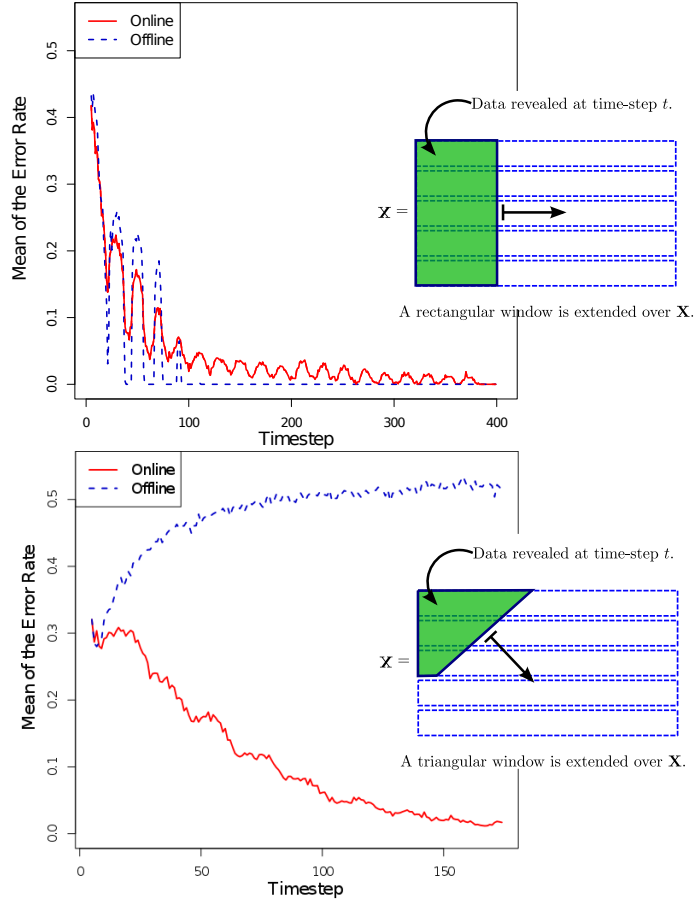 Online
Offline
0.5
0.4
0.3
0.2
0.1
0.0
Mean of the Error Rate
0
100
200
300
400
Timestep
Data revealed at time-step t.
X =
A rectangular window is extended over X.
Online
Offline
0.5
0.4
0.3
0.2
0.1
0.0
Mean of the Error Rate
0
50
100
150
Timestep
Data revealed at time-step t.
X =
A triangular window is extended over X.